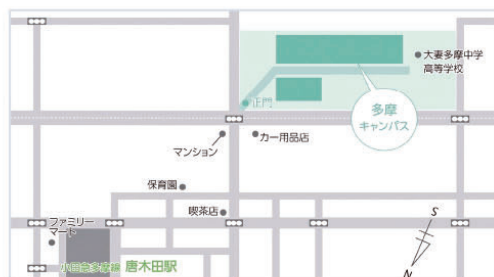 大妻多摩中学
高等学校
正門
多摩
キャンパス
マンション
カー用品店
保育園
喫茶店
ファミリー
マート
小田急多摩線 唐木田駅
S
N